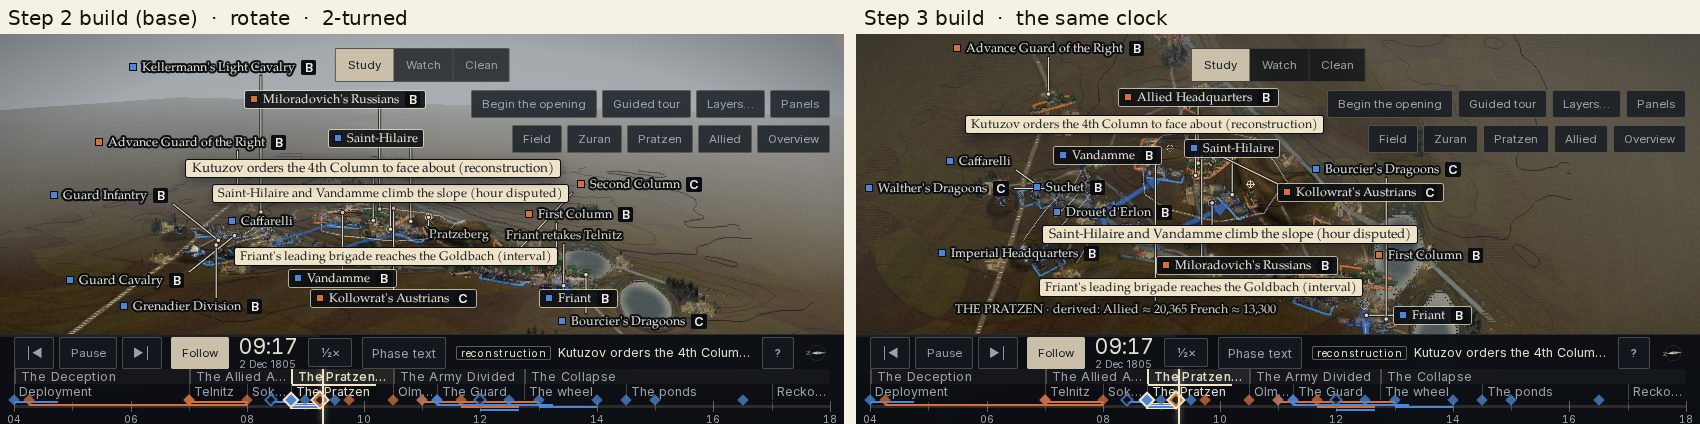 Step 2 build (base) · rotate · 2-turned
Kellermann's Light Cavalry B
Study Watch Clean
Miloradovich's Russians B
Begin the opening Guided tour Layers... Panels
Advance Guard of the Right B
Saint-Hilaire
Field Zuran Pratzen Allied Overview
Kutuzov orders the 4th Column to face about (reconstruction)
Saint-Hilaire and Vandamme climb the slope (hour disputed)
Second Column C
Guard Infantry B
Caffarelli
First Column B
Pratzeberg
Friant retakes Telnitz
Friant's leading brigade reaches the Goldbach (interval)
Guard Cavalry B
Vandamme B
Kollowrat's Austrians C
Friant B
Grenadier Division B
Bourcier's Dragoons C
Pause
Follow
09:17
2 Dec 1805
½×
Phase text
reconstruction Kutuzov orders the 4th Colum...
?
The Deception The Allied A... The Pratzen... The Army Divided The Collapse
Deployment Telnitz Sok... The Pratzen Olm... The Guard The wheel The ponds Recko...
04 06 08 10 12 14 16 18
Step 3 build · the same clock
Advance Guard of the Right B
Study Watch Clean
Allied Headquarters B
Begin the opening Guided tour Layers... Panels
Kutuzov orders the 4th Column to face about (reconstruction)
Field Zuran Pratzen Allied Overview
Caffarelli
Vandamme B
Saint-Hilaire
Bourcier's Dragoons C
Walther's Dragoons C
Suchet B
Kollowrat's Austrians C
Drouet d'Erlon B
Saint-Hilaire and Vandamme climb the slope (hour disputed)
Imperial Headquarters B
First Column B
Miloradovich's Russians B
Friant's leading brigade reaches the Goldbach (interval)
THE PRATZEN · derived: Allied ≈ 20,365 French ≈ 13,300
Friant B
Pause
Follow
09:17
2 Dec 1805
½×
Phase text
reconstruction Kutuzov orders the 4th Colum...
?
The Deception The Allied A... The Pratzen... The Army Divided The Collapse
Deployment Telnitz Sok... The Pratzen Olm... The Guard The wheel The ponds Recko...
04 06 08 10 12 14 16 18